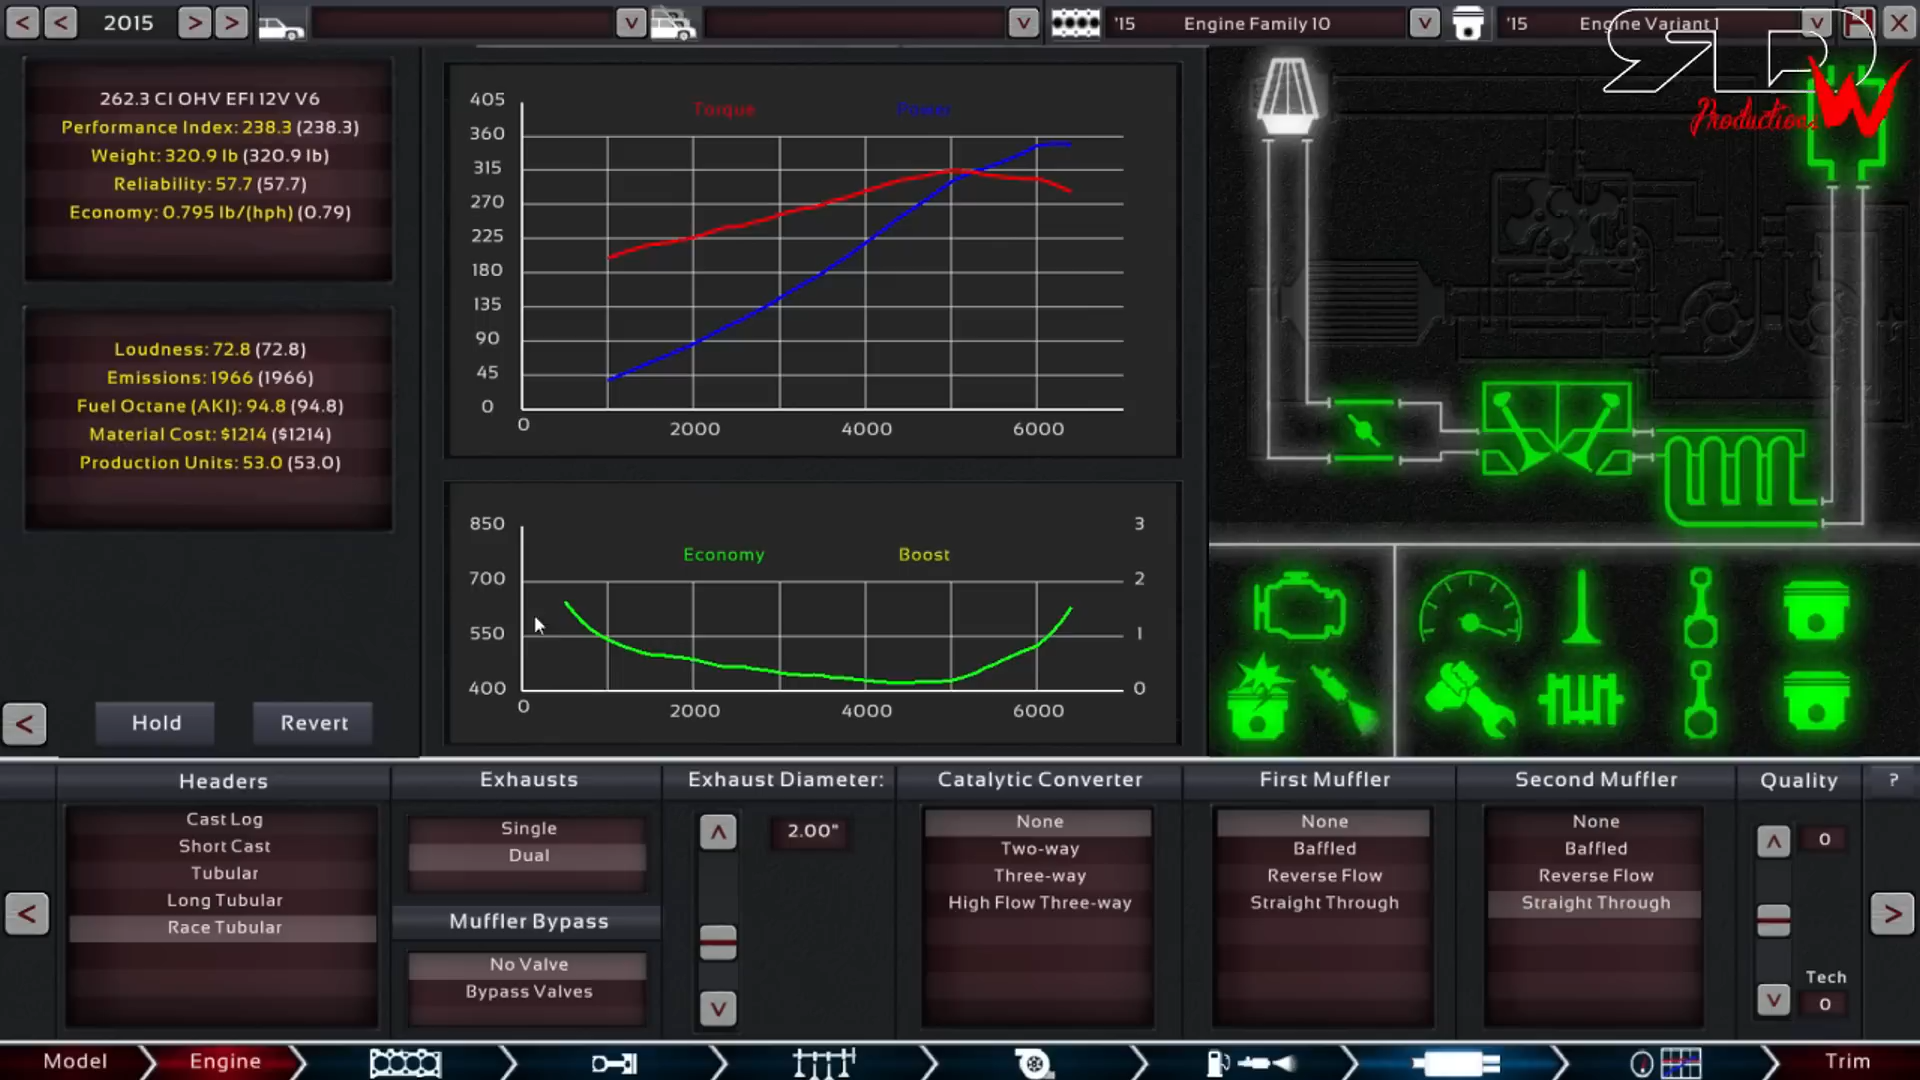 < < 2015 > > V V '15 Engine Family 10 V '15 Engine Variant 1 V X
RD
W
Productions
262.3 CI OHV EFI 12V V6
Performance Index: 238.3 (238.3)
Weight: 320.9 lb (320.9 lb)
Reliability: 57.7 (57.7)
Economy: 0.795 lb/(hph) (0.79)
Loudness: 72.8 (72.8)
Emissions: 1966 (1966)
Fuel Octane (AKI): 94.8 (94.8)
Material Cost: $1214 ($1214)
Production Units: 53.0 (53.0)
< Hold Revert
Torque Power
405
360
315
270
225
180
135
90
45
0
0 2000 4000 6000
Economy Boost
850 3
700 2
550 1
400 0
0 2000 4000 6000
Headers
Cast Log
Short Cast
Tubular
Long Tubular
Race Tubular
Exhausts
Single
Dual
Muffler Bypass
No Valve
Bypass Valves
Exhaust Diameter:
2.00"
Catalytic Converter
None
Two-way
Three-way
High Flow Three-way
First Muffler
None
Baffled
Reverse Flow
Straight Through
Second Muffler
None
Baffled
Reverse Flow
Straight Through
Quality ?
0
Tech
0
Model Engine Trim